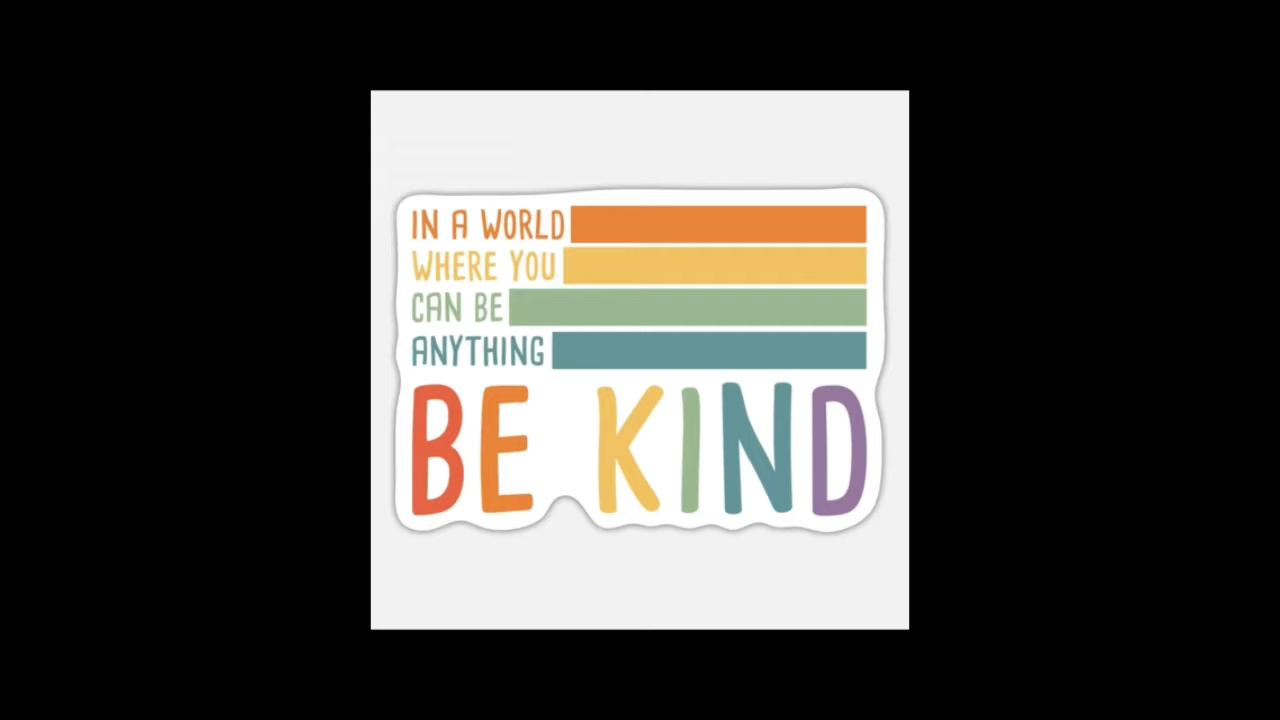 IN A WORLD
WHERE YOU
CAN BE
ANYTHING
BE KIND